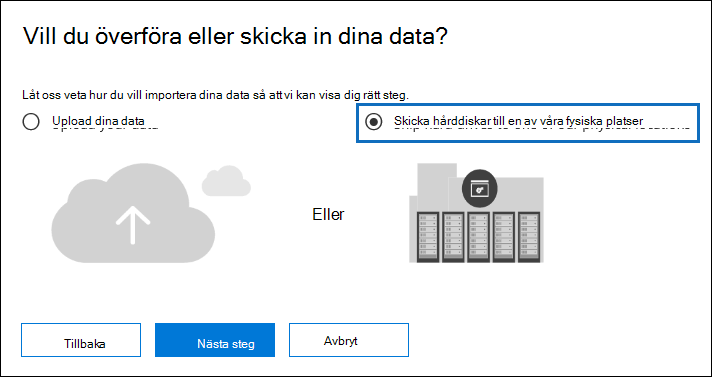 Vill du överföra eller skicka in dina data?
Låt oss veta hur du vill importera dina data så att vi kan visa dig rätt steg.
Upload dina data
Skicka hårddiskar till en av våra fysiska platser
Eller
Tillbaka
Nästa steg
Avbryt